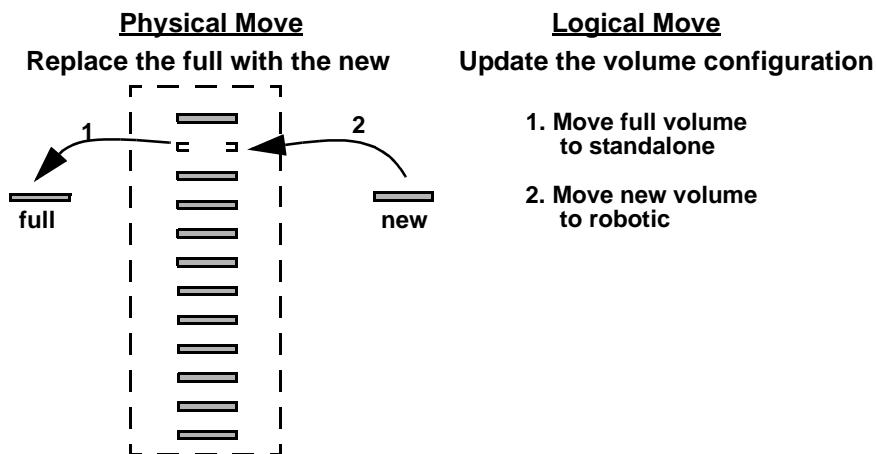 Physical Move
Replace the full with the new
1
2
full
new
Logical Move
Update the volume configuration
1. Move full volume
to standalone
2. Move new volume
to robotic